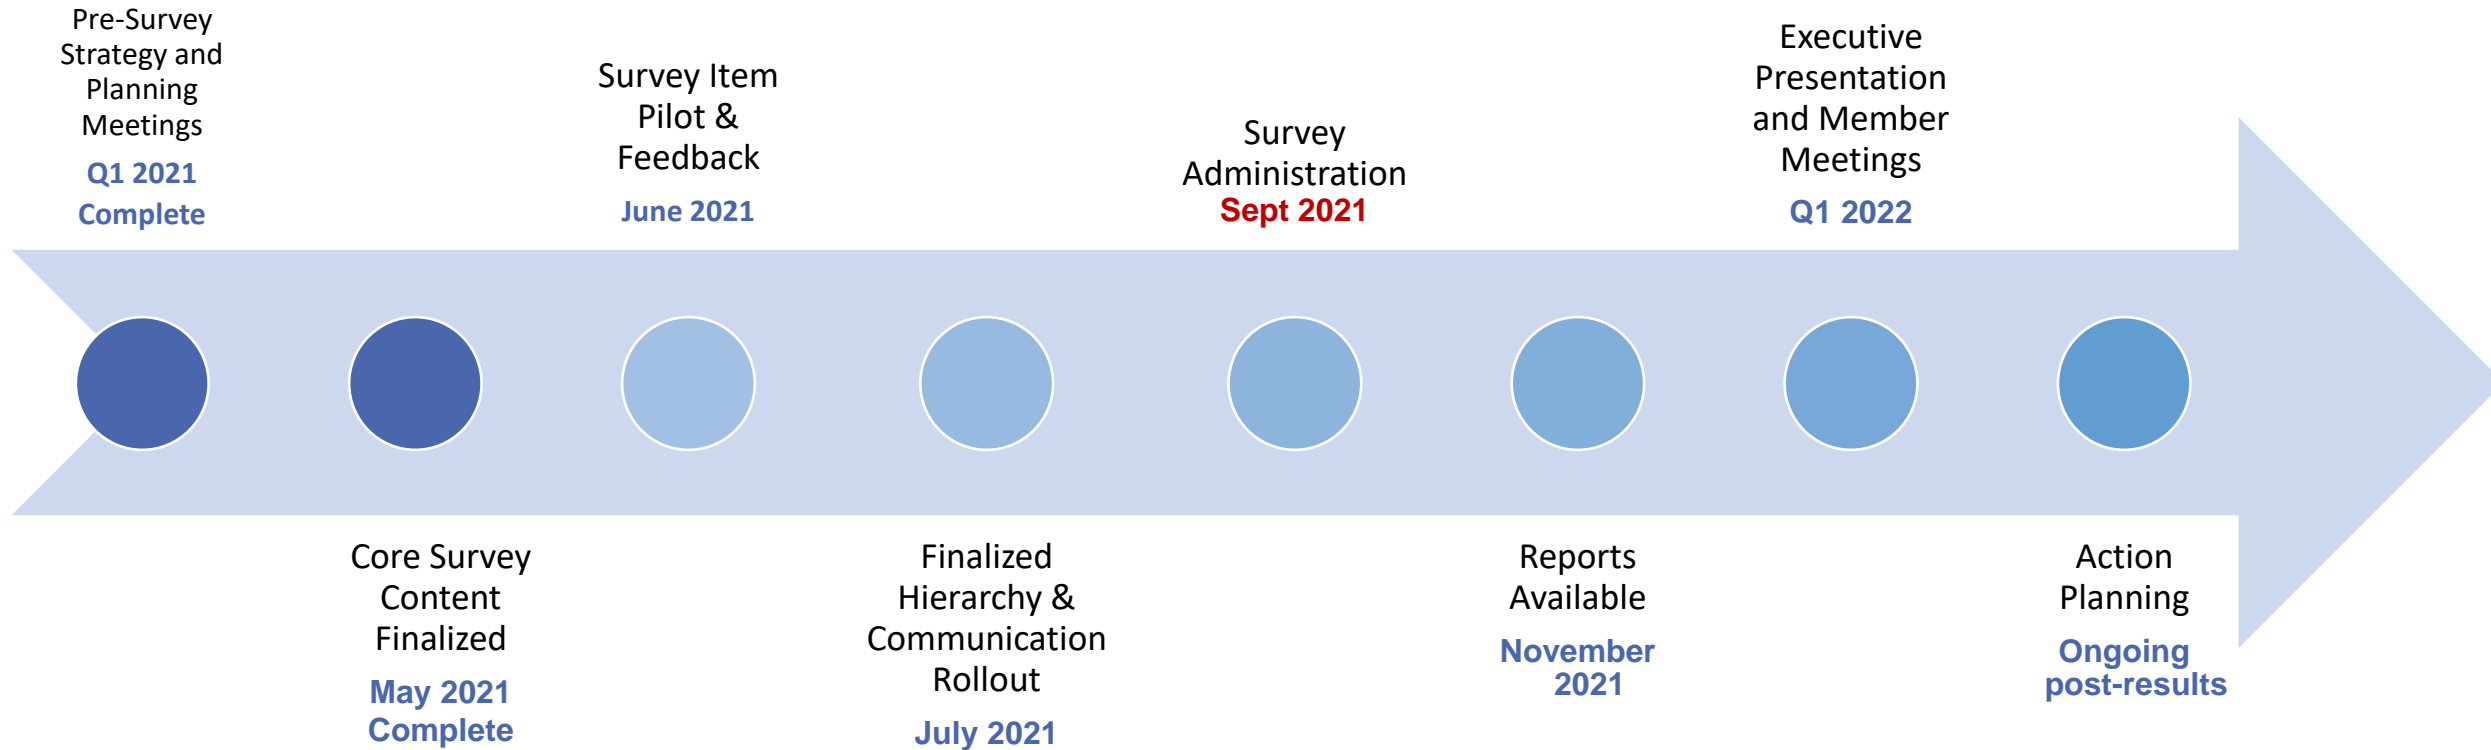 Pre-Survey
Strategy and
Planning
Meetings
Q1 2021
Complete
Core Survey
Content
Finalized
May 2021
Complete
Survey Item
Pilot &
Feedback
June 2021
Finalized
Hierarchy &
Communication
Rollout
July 2021
Survey
Administration
Sept 2021
Reports
Available
November
2021
Executive
Presentation
and Member
Meetings
Q1 2022
Action
Planning
Ongoing
post-results